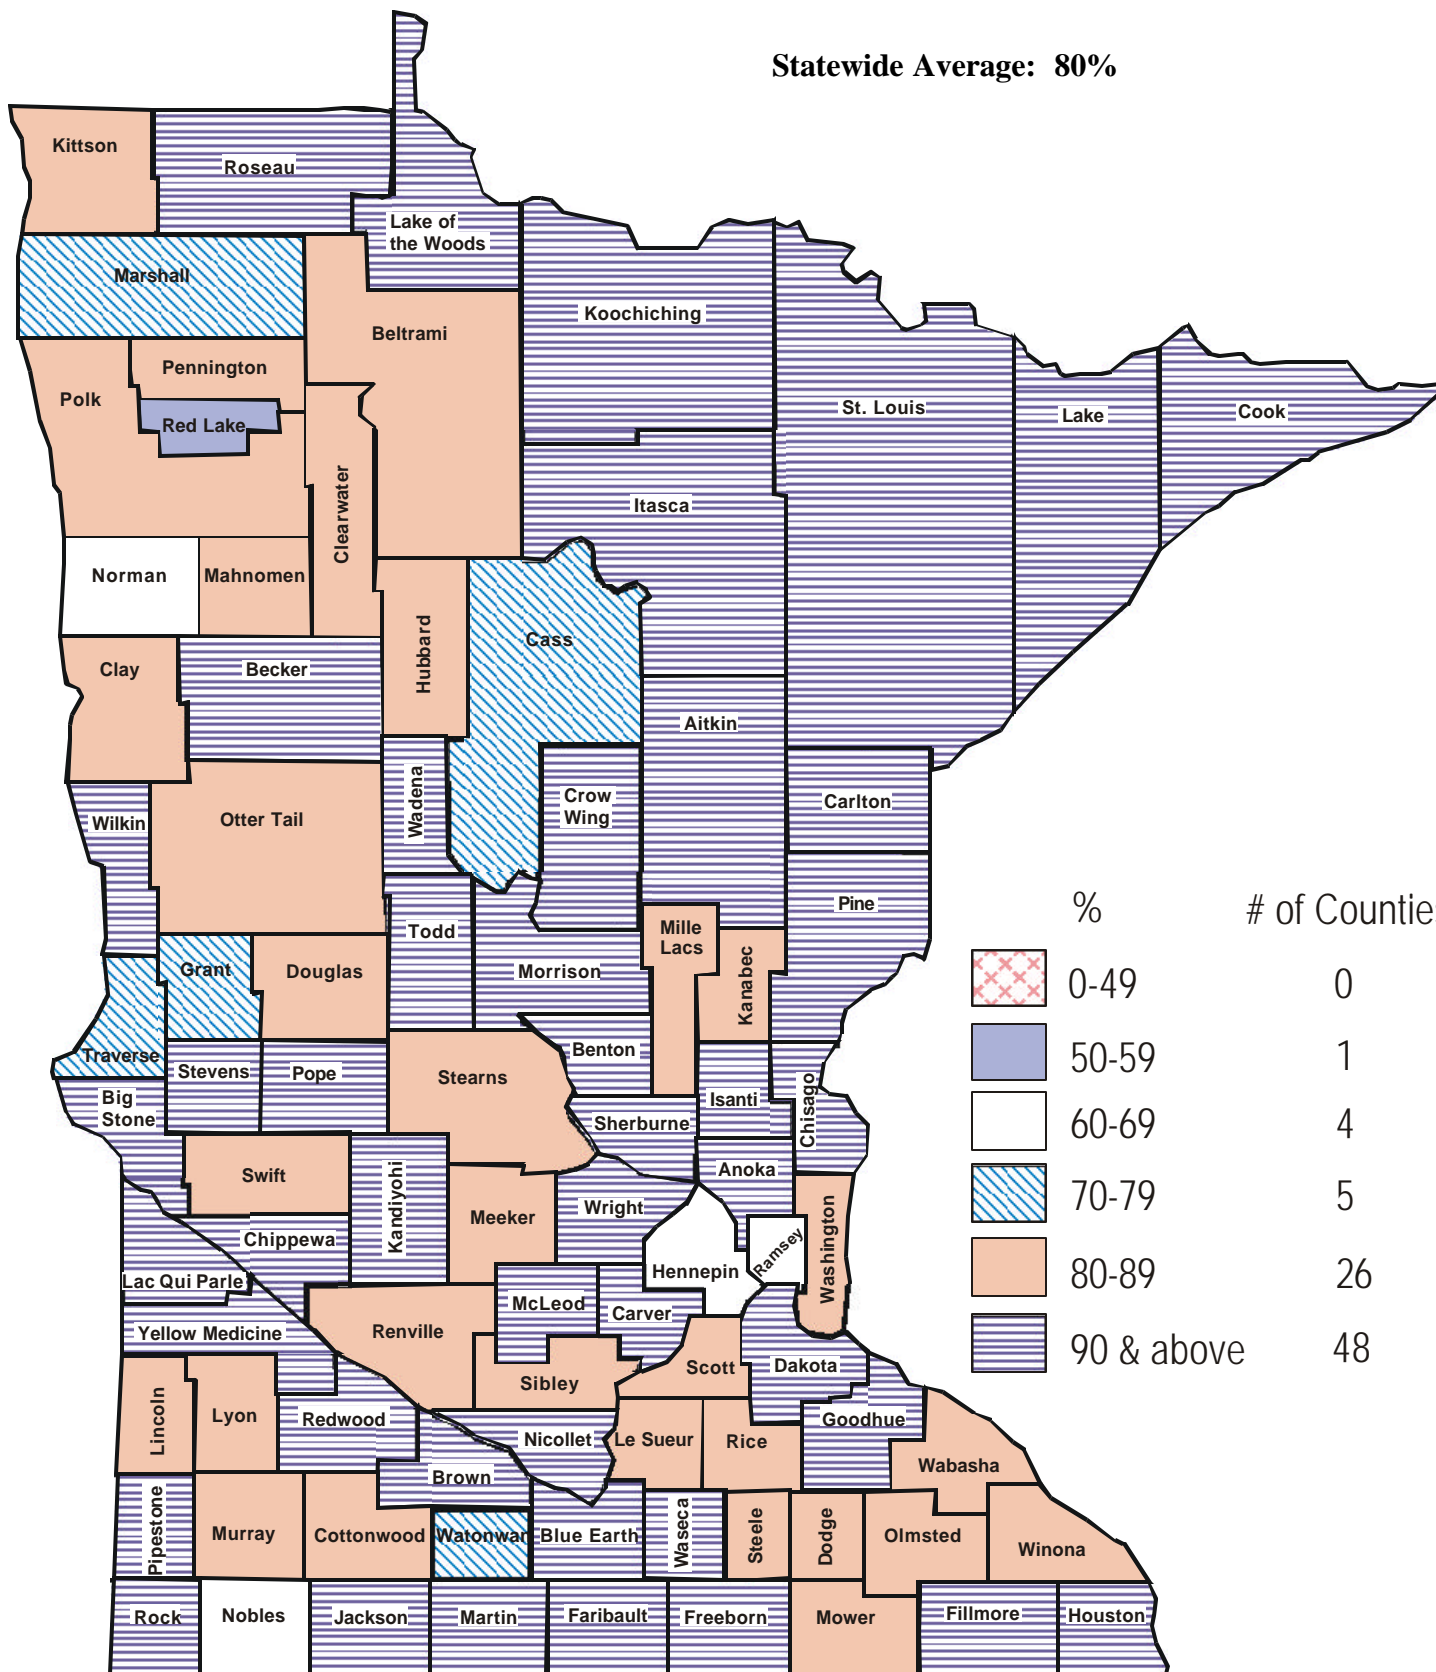 Statewide Average: 80%
Kittson
Roseau
Lake of
the Woods
Marshall
Koochiching
Beltrami
Pennington
Polk
Red Lake
St. Louis
Lake
Cook
Clearwater
Itasca
Norman
Mahnomen
Cass
Hubbard
Clay
Becker
Aitkin
Wadena
Crow
Wing
Carlton
Wilkin
Otter Tail
Pine
Todd
Mille
Lacs
Grant
Douglas
Morrison
Kanabec
Traverse
Stevens
Pope
Stearns
Benton
Big
Stone
Isanti
Chisago
Sherburne
Swift
Kandiyohi
Anoka
Meeker
Wright
Chippewa
Hennepin
Ramsey
Washington
Lac Qui Parle
McLeod
Carver
Yellow Medicine
Renville
Scott
Dakota
Sibley
Lincoln
Lyon
Redwood
Goodhue
Nicollet
Le Sueur
Rice
Brown
Wabasha
Pipestone
Murray
Cottonwood
Watonwan
Blue Earth
Waseca
Steele
Dodge
Olmsted
Winona
Rock
Nobles
Jackson
Martin
Faribault
Freeborn
Mower
Fillmore
Houston
% # of Countie
0-49 0
50-59 1
60-69 4
70-79 5
80-89 26
90 & above 48